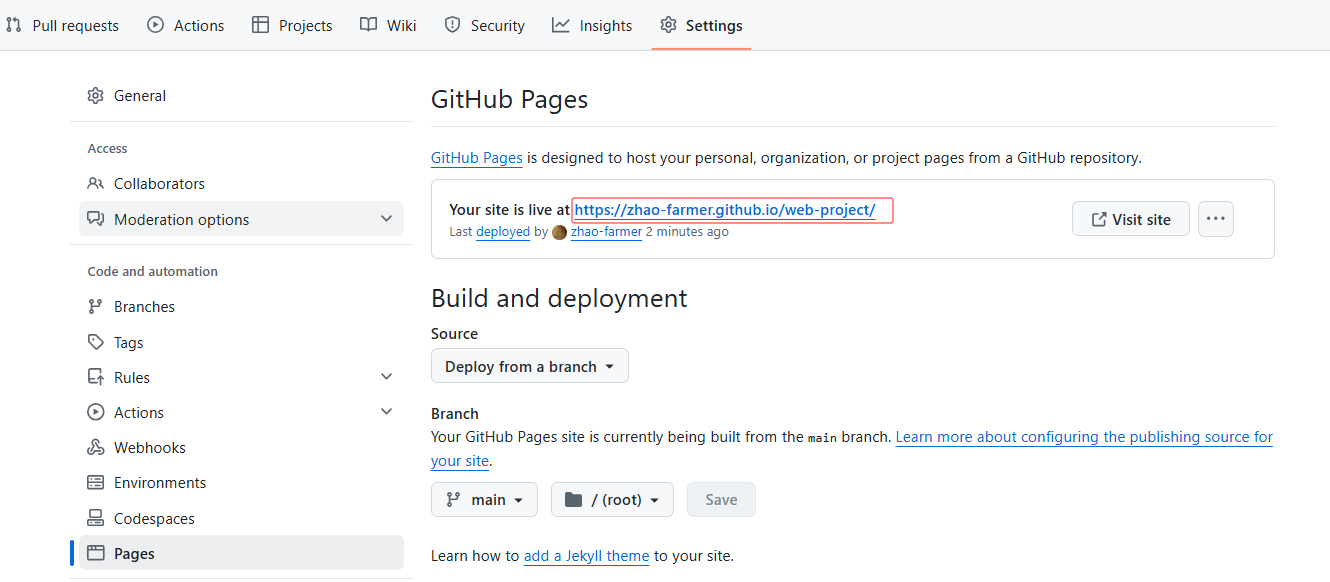 Pull requests Actions Projects Wiki Security Insights Settings
General
Access
Collaborators
Moderation options
Code and automation
Branches
Tags
Rules
Actions
Webhooks
Environments
Codespaces
Pages
GitHub Pages
GitHub Pages is designed to host your personal, organization, or project pages from a GitHub repository.
Your site is live at https://zhao-farmer.github.io/web-project/
Last deployed by zhao-farmer 2 minutes ago
Visit site
Build and deployment
Source
Deploy from a branch
Branch
Your GitHub Pages site is currently being built from the main branch. Learn more about configuring the publishing source for
your site.
main / (root) Save
Learn how to add a Jekyll theme to your site.